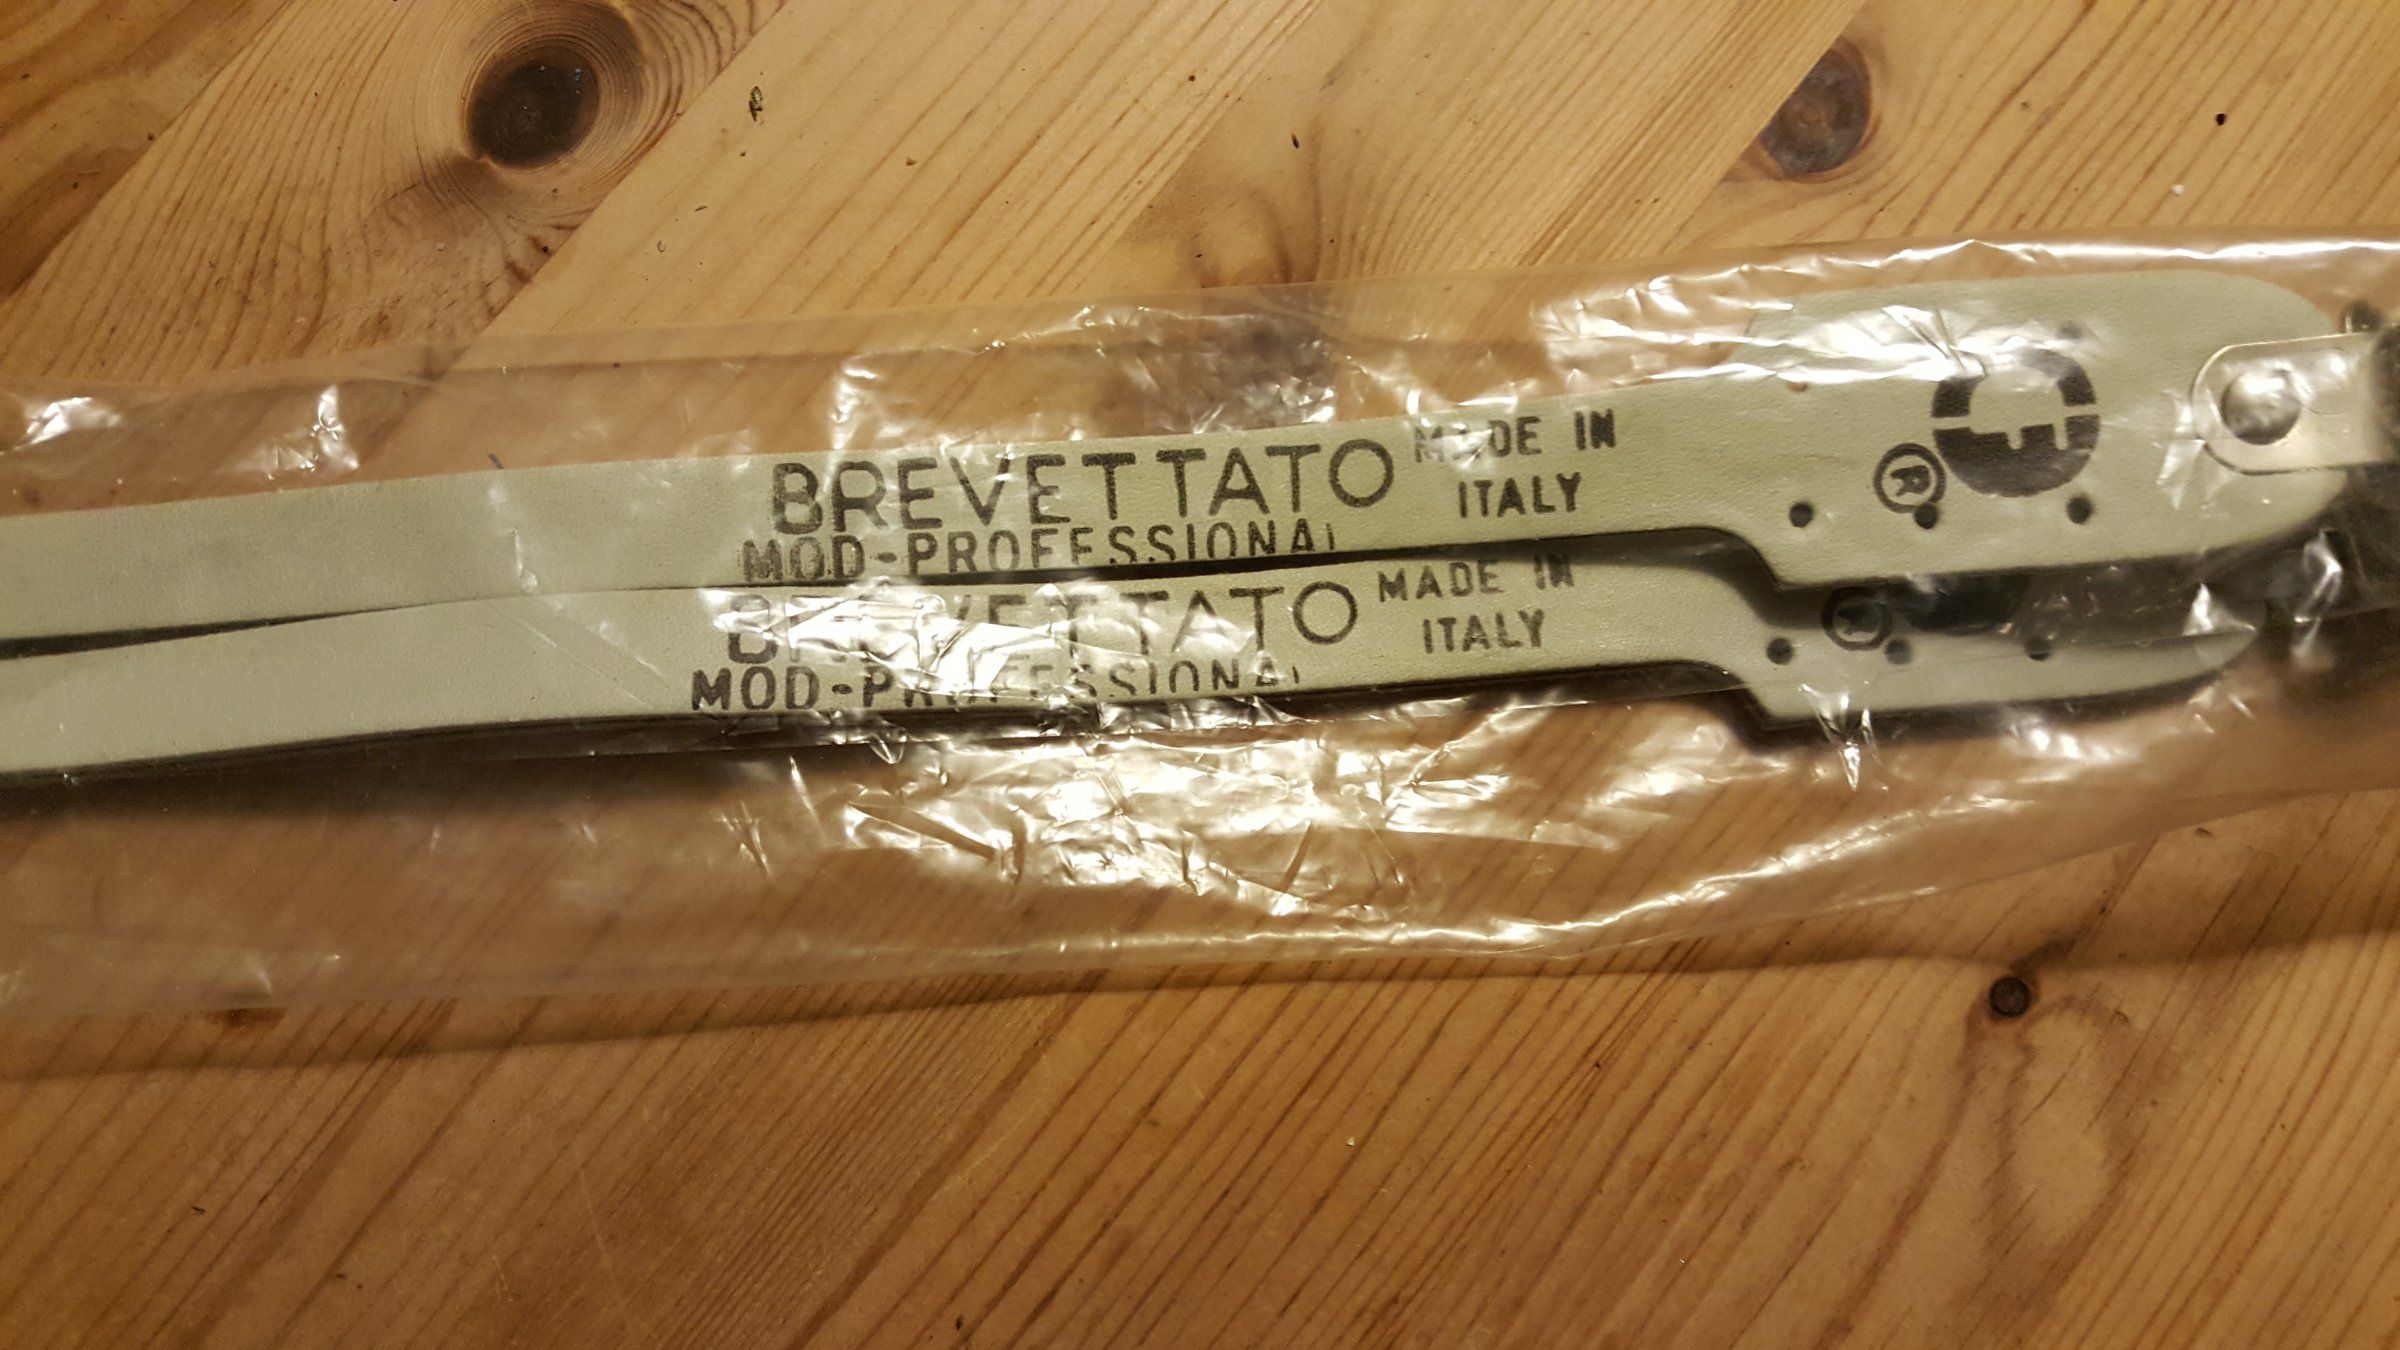 BREVETTATO MADE IN
ITALY
MOD-PROFESSIONAL
R
BREVETTATO MADE IN
ITALY
MOD-PROFESSIONAL
R